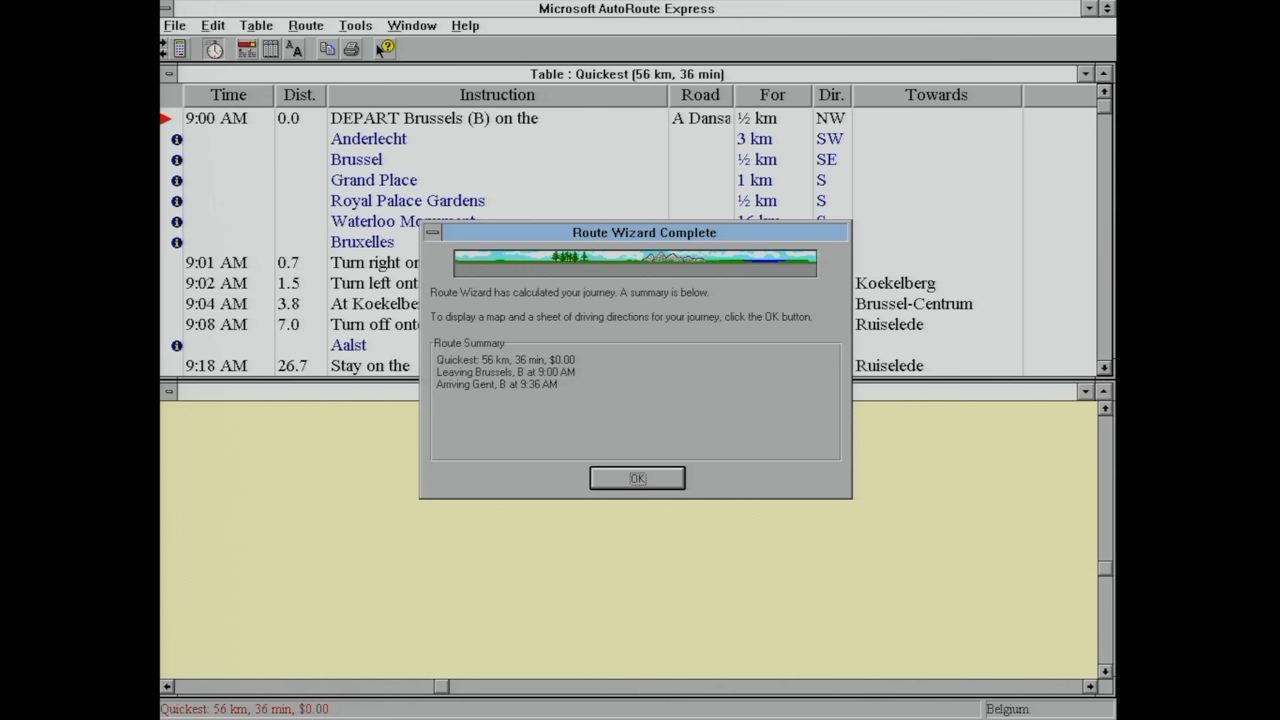 Microsoft AutoRoute Express
File Edit Table Route Tools Window Help
Table : Quickest (56 km, 36 min)
Time Dist. Instruction Road For Dir. Towards
9:00 AM 0.0 DEPART Brussels (B) on the A Dansa ½ km NW
Anderlecht 3 km SW
Brussel ½ km SE
Grand Place 1 km S
Royal Palace Gardens ½ km S
Waterloo
Bruxelles
9:01 AM 0.7 Turn right on
9:02 AM 1.5 Turn left ont Koekelberg
9:04 AM 3.8 At Koekelbe Brussel-Centrum
9:08 AM 7.0 Turn off onto Ruiselede
Aalst
9:18 AM 26.7 Stay on the Ruiselede
Route Wizard Complete
Route Wizard has calculated your journey. A summary is below.
To display a map and a sheet of driving directions for your journey, click the OK button.
Route Summary
Quickest: 56 km, 36 min, $0.00
Leaving Brussels, B at 9:00 AM
Arriving Gent, B at 9:36 AM
OK
Quickest: 56 km, 36 min, $0.00 Belgium